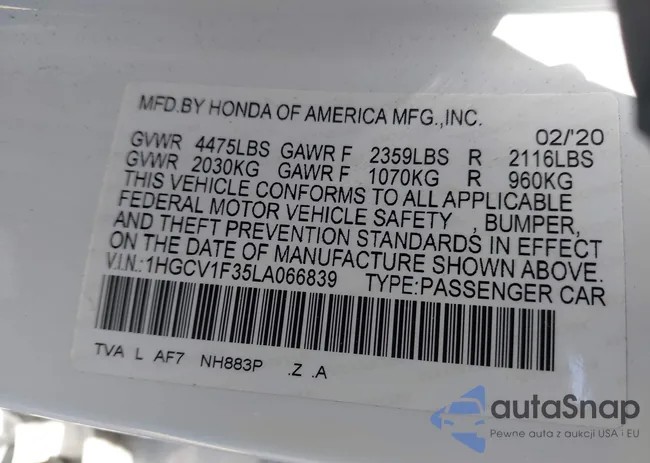 MFD.BY HONDA OF AMERICA MFG.,INC.
02/'20
GVWR 4475LBS GAWR F 2359LBS R 2116LBS
GVWR 2030KG GAWR F 1070KG R 960KG
THIS VEHICLE CONFORMS TO ALL APPLICABLE
FEDERAL MOTOR VEHICLE SAFETY , BUMPER,
AND THEFT PREVENTION STANDARDS IN EFFECT
ON THE DATE OF MANUFACTURE SHOWN ABOVE.
V.I.N.:1HGCV1F35LA066839 TYPE:PASSENGER CAR
TVA L AF7 NH883P .Z .A
autaSnap
Pewne auta z aukcji USA i EU